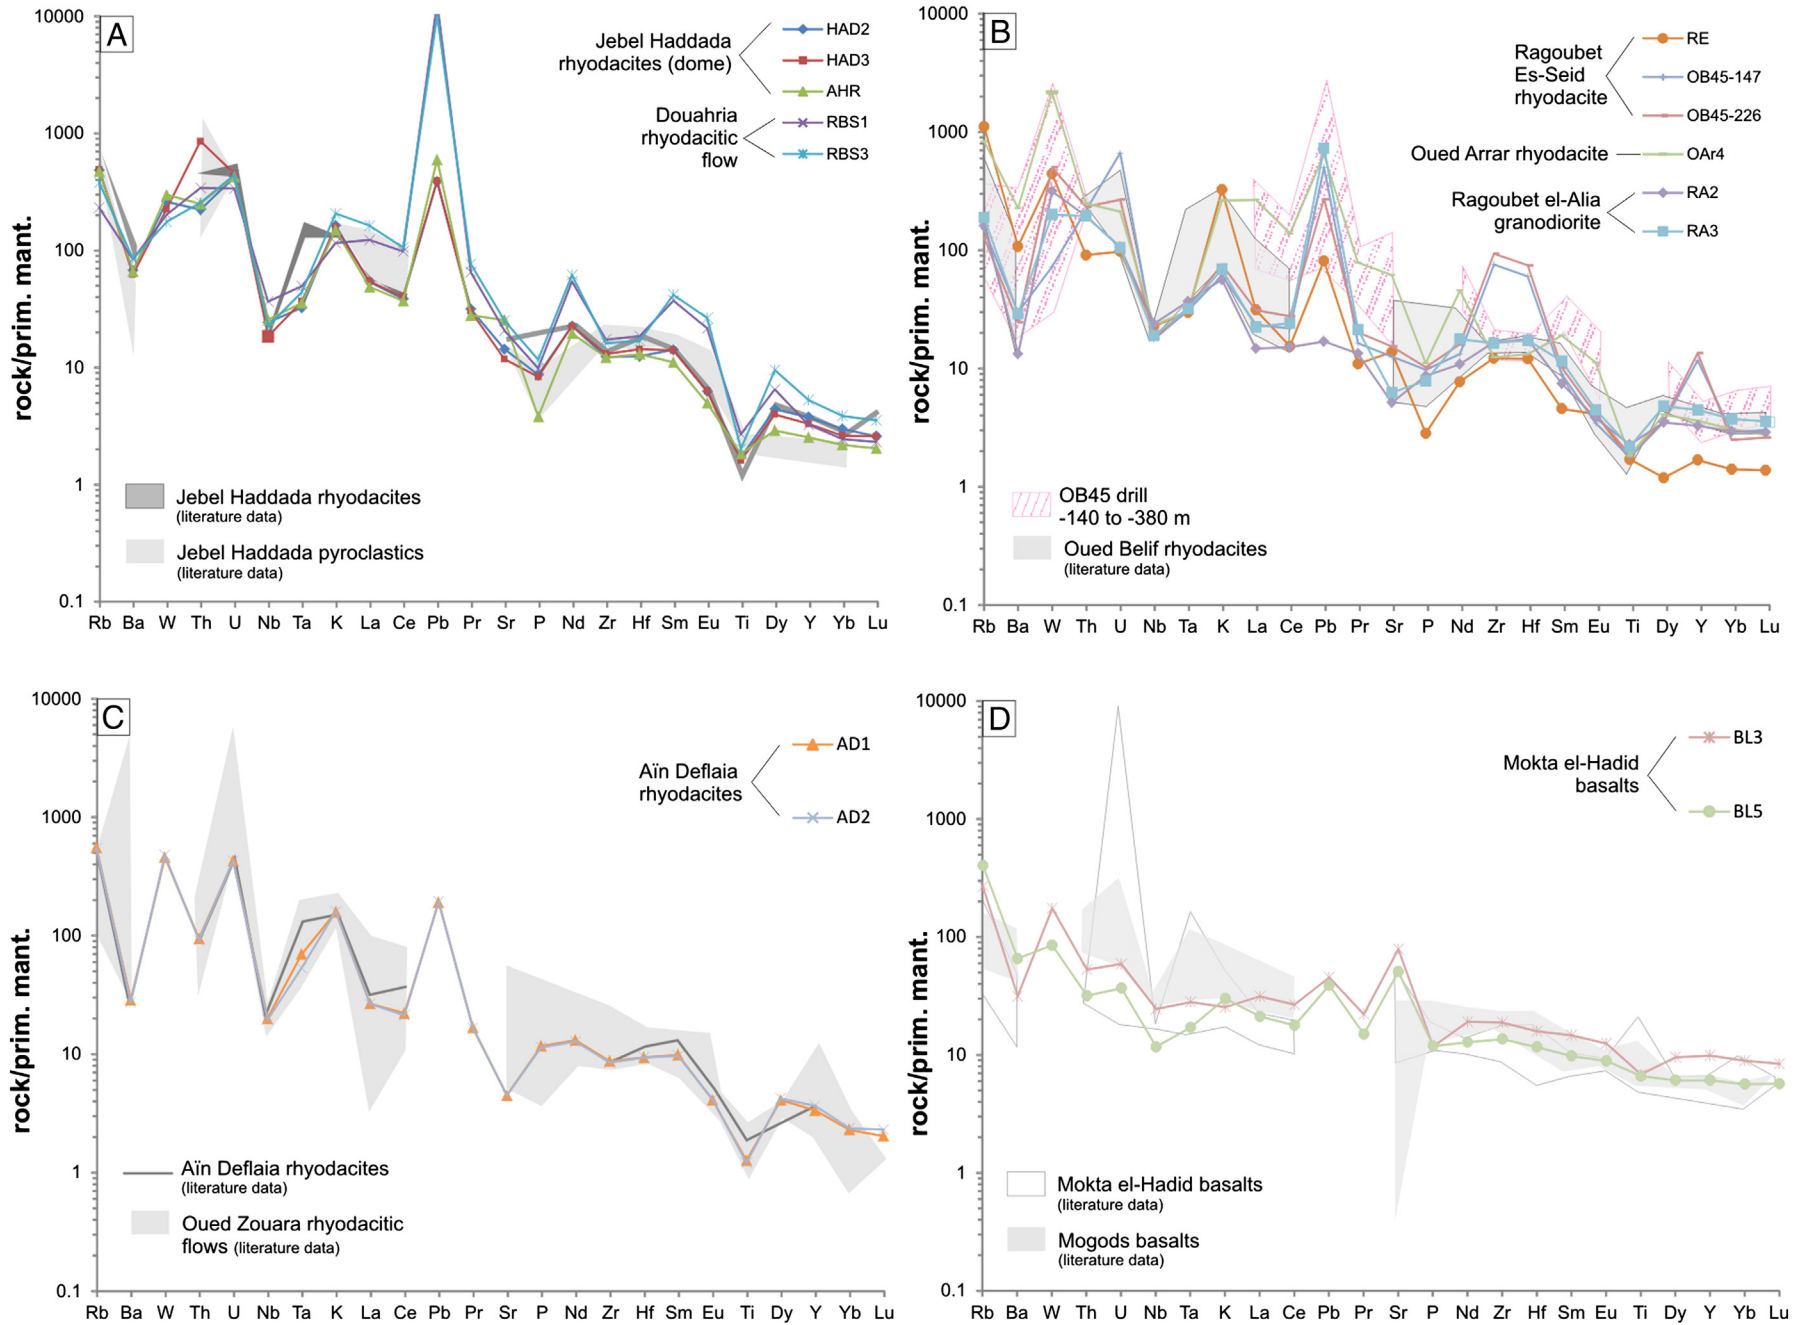 A
10000
1000
100
10
1
0.1
rock/prim. mant.
Jebel Haddada
rhyodacites (dome)
HAD2
HAD3
AHR
Douahria
rhyodacitic
flow
RBS1
RBS3
Jebel Haddada rhyodacites
(literature data)
Jebel Haddada pyroclastics
(literature data)
Rb Ba W Th U Nb Ta K La Ce Pb Pr Sr P Nd Zr Hf Sm Eu Ti Dy Y Yb Lu
B
10000
1000
100
10
1
0.1
rock/prim. mant.
Ragoubet
Es-Seid
rhyodacite
RE
OB45-147
OB45-226
Oued Arrar rhyodacite
OAr4
Ragoubet el-Alia
granodiorite
RA2
RA3
OB45 drill
-140 to -380 m
Oued Belif rhyodacites
(literature data)
Rb Ba W Th U Nb Ta K La Ce Pb Pr Sr P Nd Zr Hf Sm Eu Ti Dy Y Yb Lu
C
10000
1000
100
10
1
0.1
rock/prim. mant.
Aïn Deflaia
rhyodacites
AD1
AD2
Aïn Deflaia rhyodacites
(literature data)
Oued Zouara rhyodacitic
flows (literature data)
Rb Ba W Th U Nb Ta K La Ce Pb Pr Sr P Nd Zr Hf Sm Eu Ti Dy Y Yb Lu
D
10000
1000
100
10
1
0.1
rock/prim. mant.
Mokta el-Hadid
basalts
BL3
BL5
Mokta el-Hadid basalts
(literature data)
Mogods basalts
(literature data)
Rb Ba W Th U Nb Ta K La Ce Pb Pr Sr P Nd Zr Hf Sm Eu Ti Dy Y Yb Lu